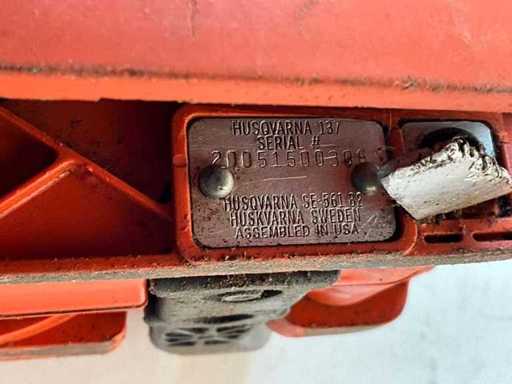 HUSQVARNA 137
SERIAL #
HUSQVARNA SE-561 82
HUSKVARNA SWEDEN
ASSEMBLED IN USA